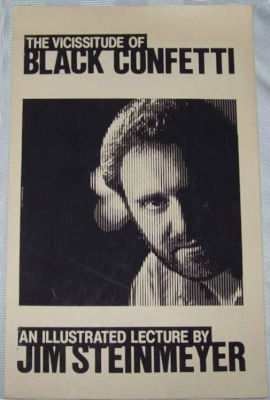 THE VICISSITUDE OF
BLACK CONFETTI
AN ILLUSTRATED LECTURE BY
JIM STEINMEYER